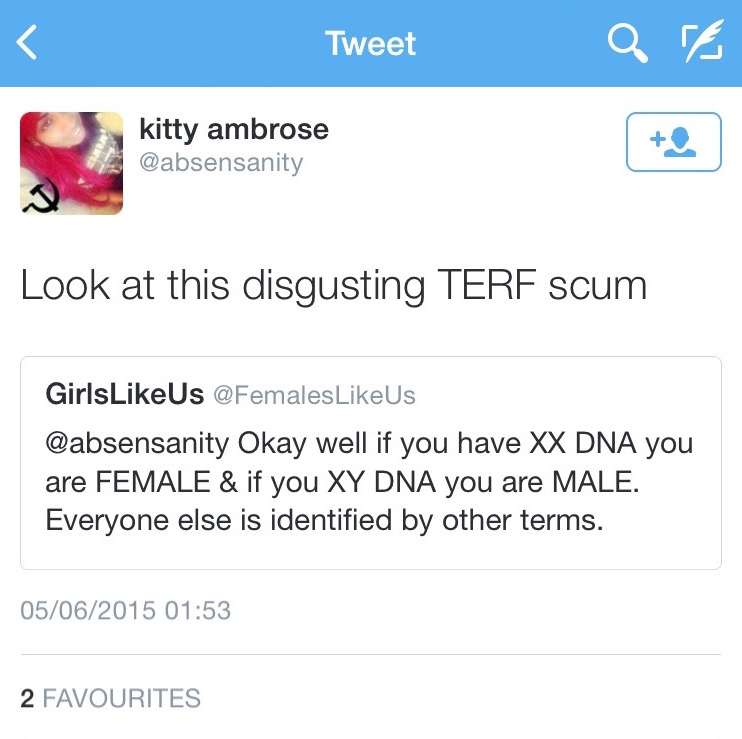 Tweet
kitty ambrose
@absensanity
Look at this disgusting TERF scum
GirlsLikeUs @FemalesLikeUs
@absensanity Okay well if you have XX DNA you
are FEMALE & if you XY DNA you are MALE.
Everyone else is identified by other terms.
05/06/2015 01:53
2 FAVOURITES